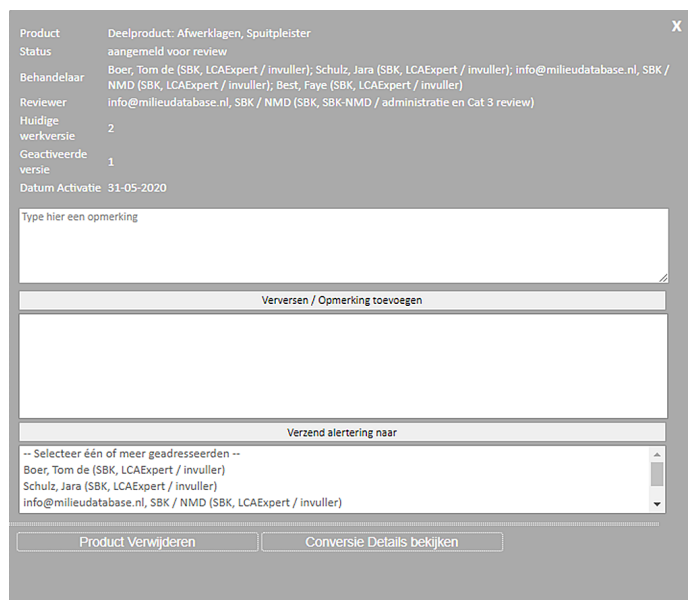 X
Product Deelproduct: Afwerklagen, Spuitpleister
Status aangemeld voor review
Behandelaar Boer, Tom de (SBK, LCAExpert / invuller); Schulz, Jara (SBK, LCAExpert / invuller); info@milieudatabase.nl, SBK /
NMD (SBK, LCAExpert / invuller); Best, Faye (SBK, LCAExpert / invuller)
Reviewer info@milieudatabase.nl, SBK / NMD (SBK, SBK-NMD / administratie en Cat 3 review)
Huidige
werkversie 2
Geactiveerde
versie 1
Datum Activatie 31-05-2020
Type hier een opmerking
Verversen / Opmerking toevoegen
Verzend alertering naar
-- Selecteer één of meer geadresseerden --
Boer, Tom de (SBK, LCAExpert / invuller)
Schulz, Jara (SBK, LCAExpert / invuller)
info@milieudatabase.nl, SBK / NMD (SBK, LCAExpert / invuller)
Product Verwijderen Conversie Details bekijken